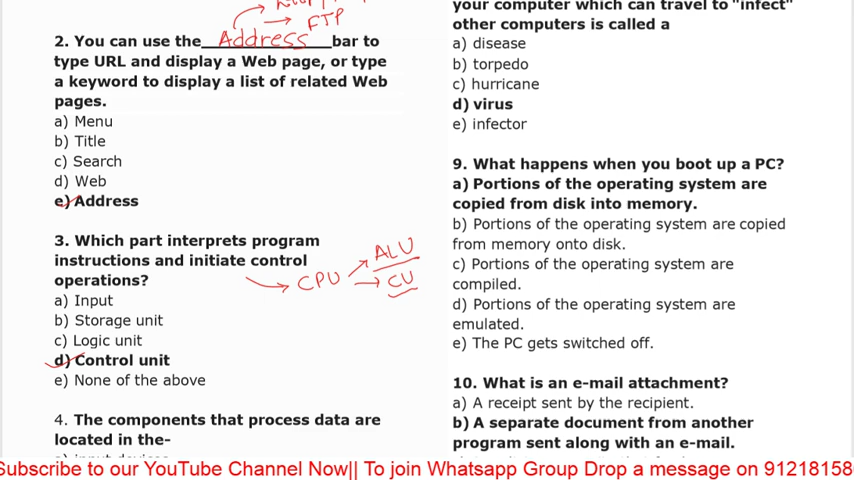 FTP
2. You can use the Address bar to
type URL and display a Web page, or type
a keyword to display a list of related Web
pages.
a) Menu
b) Title
c) Search
d) Web
e) Address
3. Which part interprets program
instructions and initiate control
operations?
CPU
ALU
CU
a) Input
b) Storage unit
c) Logic unit
d) Control unit
e) None of the above
4. The components that process data are
located in the-
your computer which can travel to "infect"
other computers is called a
a) disease
b) torpedo
c) hurricane
d) virus
e) infector
9. What happens when you boot up a PC?
a) Portions of the operating system are
copied from disk into memory.
b) Portions of the operating system are copied
from memory onto disk.
c) Portions of the operating system are
compiled.
d) Portions of the operating system are
emulated.
e) The PC gets switched off.
10. What is an e-mail attachment?
a) A receipt sent by the recipient.
b) A separate document from another
program sent along with an e-mail.
Subscribe to our YouTube Channel Now|| To join Whatsapp Group Drop a message on 91218158